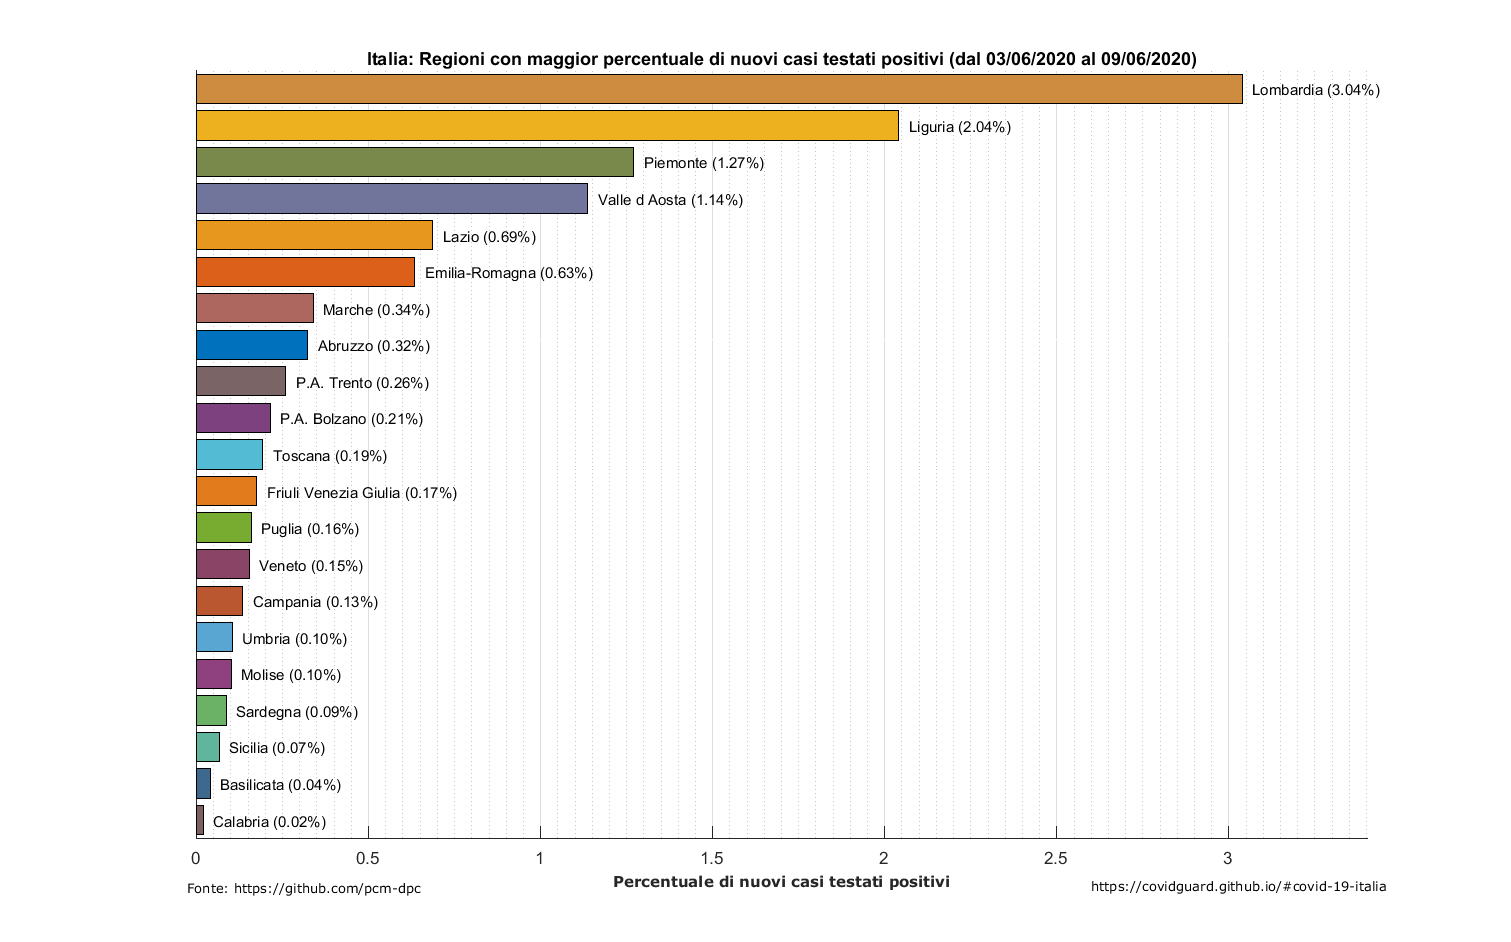 Italia: Regioni con maggior percentuale di nuovi casi testati positivi (dal 03/06/2020 al 09/06/2020)
Lombardia (3.04%)
Liguria (2.04%)
Piemonte (1.27%)
Valle d Aosta (1.14%)
Lazio (0.69%)
Emilia-Romagna (0.63%)
Marche (0.34%)
Abruzzo (0.32%)
P.A. Trento (0.26%)
P.A. Bolzano (0.21%)
Toscana (0.19%)
Friuli Venezia Giulia (0.17%)
Puglia (0.16%)
Veneto (0.15%)
Campania (0.13%)
Umbria (0.10%)
Molise (0.10%)
Sardegna (0.09%)
Sicilia (0.07%)
Basilicata (0.04%)
Calabria (0.02%)
0 0.5 1 1.5 2 2.5 3
Percentuale di nuovi casi testati positivi
Fonte: https://github.com/pcm-dpc
https://covidguard.github.io/#covid-19-italia